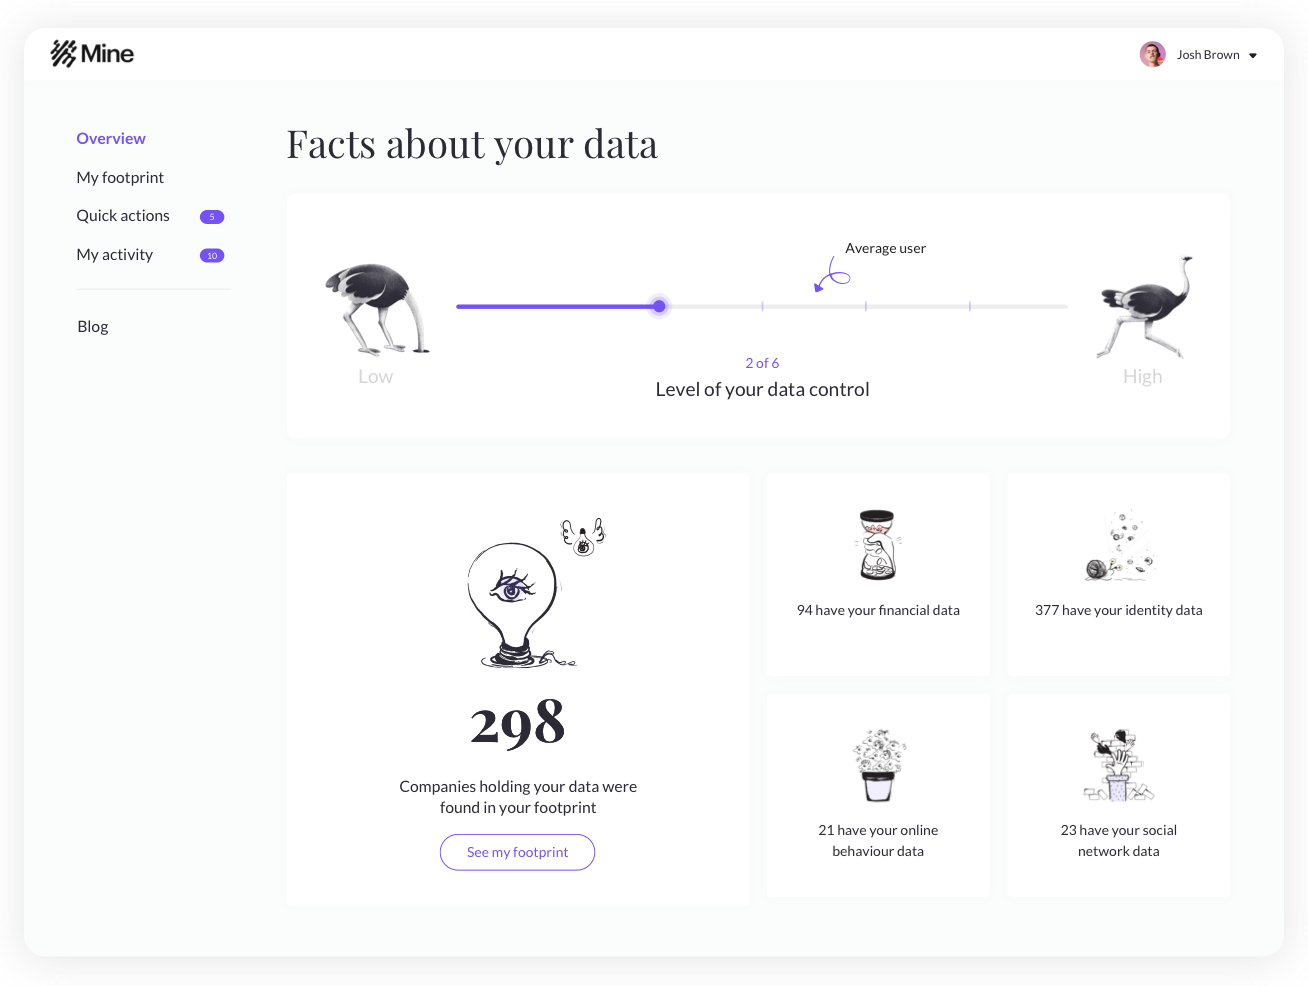 Mine
Josh Brown
Overview
My footprint
Quick actions 5
My activity 10
Blog
Facts about your data
Average user
Low
High
2 of 6
Level of your data control
298
Companies holding your data were
found in your footprint
See my footprint
94 have your financial data
377 have your identity data
21 have your online
behaviour data
23 have your social
network data